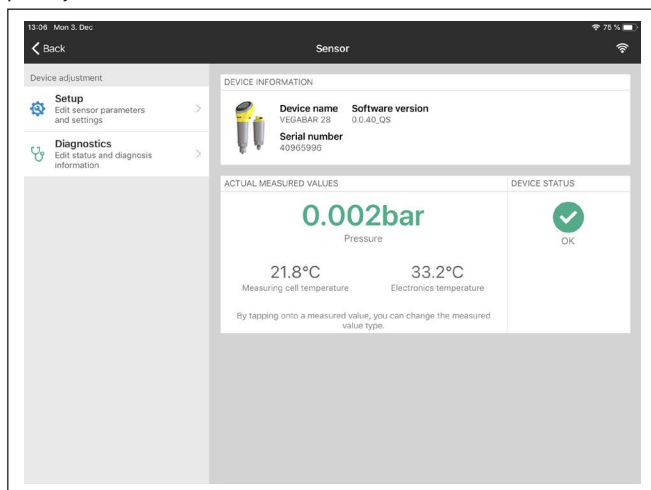 13:06 Mon 3. Dec
75 %
Back
Sensor
Device adjustment
Setup
Edit sensor parameters
and settings
Diagnostics
Edit status and diagnosis
information
DEVICE INFORMATION
Device name Software version
VEGABAR 28 0.0.40_QS
Serial number
40965996
ACTUAL MEASURED VALUES
DEVICE STATUS
0.002bar
Pressure
OK
21.8°C 33.2°C
Measuring cell temperature Electronics temperature
By tapping onto a measured value, you can change the measured
value type.